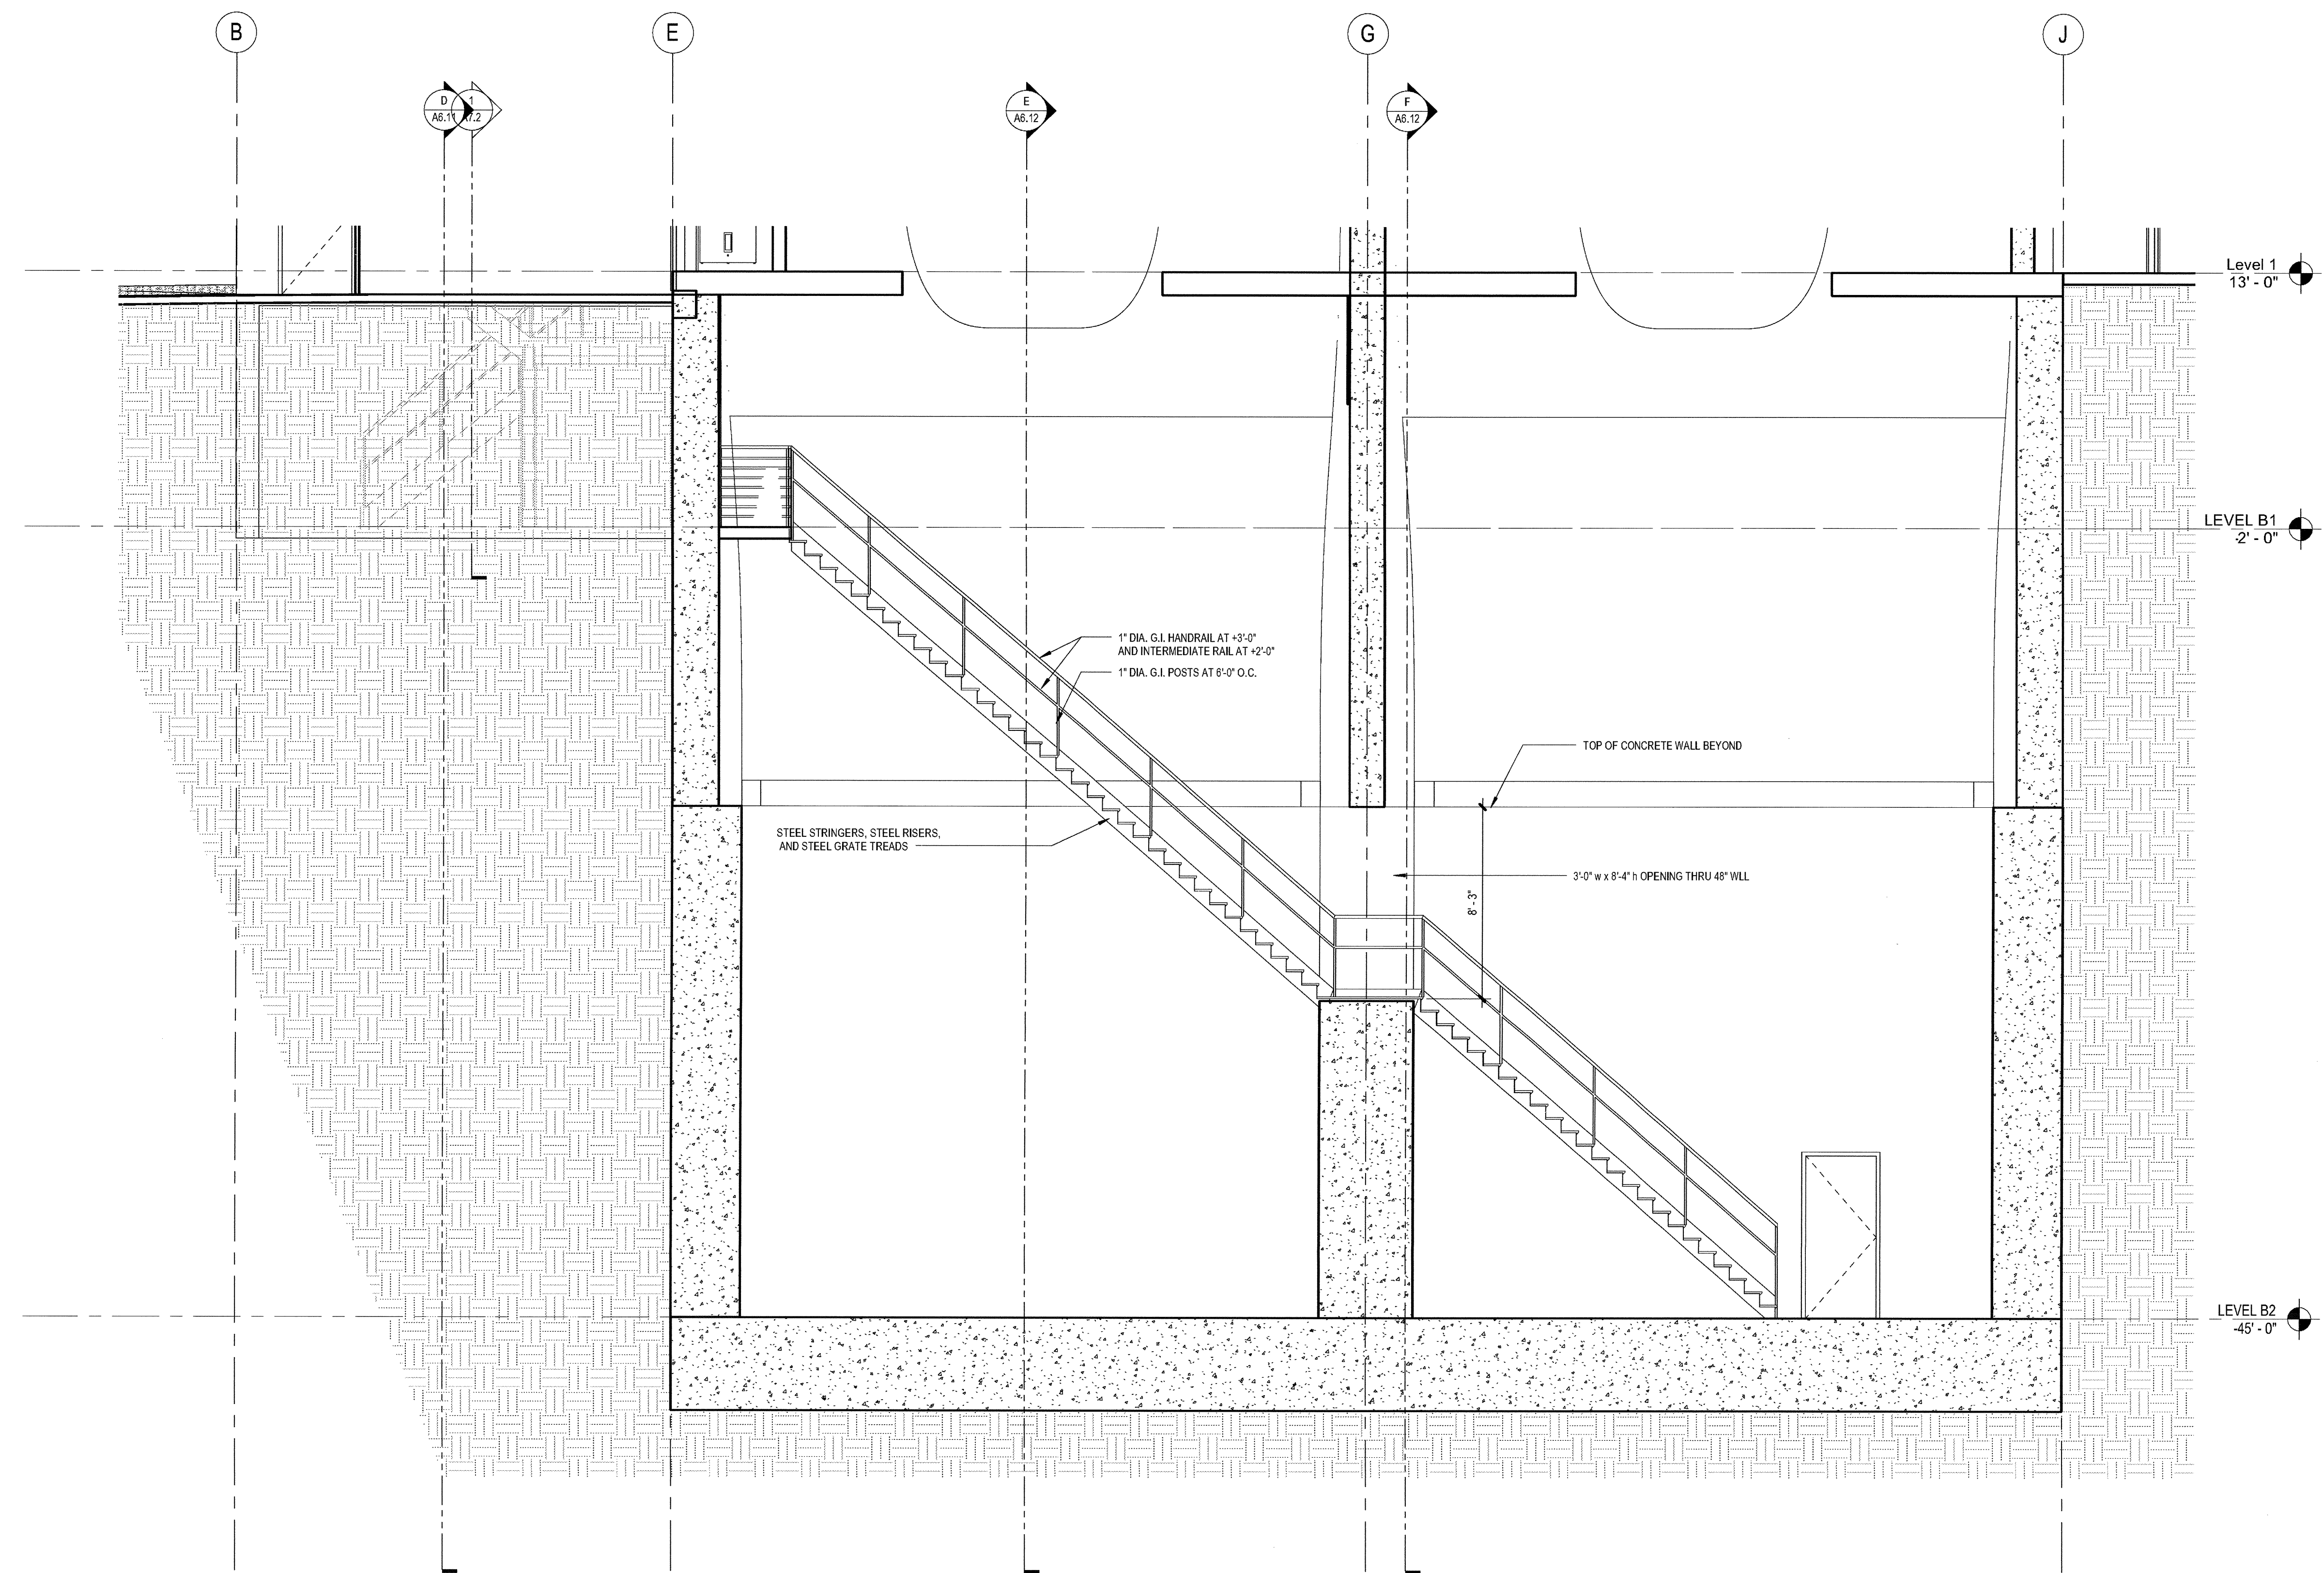 B
E
G
J
D
A6.11
1
A7.2
E
A6.12
F
A6.12
Level 1
13' - 0"
LEVEL B1
-2' - 0"
1" DIA. G.I. HANDRAIL AT +3'-0"
AND INTERMEDIATE RAIL AT +2'-0"
1" DIA. G.I. POSTS AT 6'-0" O.C.
TOP OF CONCRETE WALL BEYOND
STEEL STRINGERS, STEEL RISERS,
AND STEEL GRATE TREADS
3'-0" w x 8'-4" h OPENING THRU 48" WLL
8' - 3"
LEVEL B2
-45' - 0"